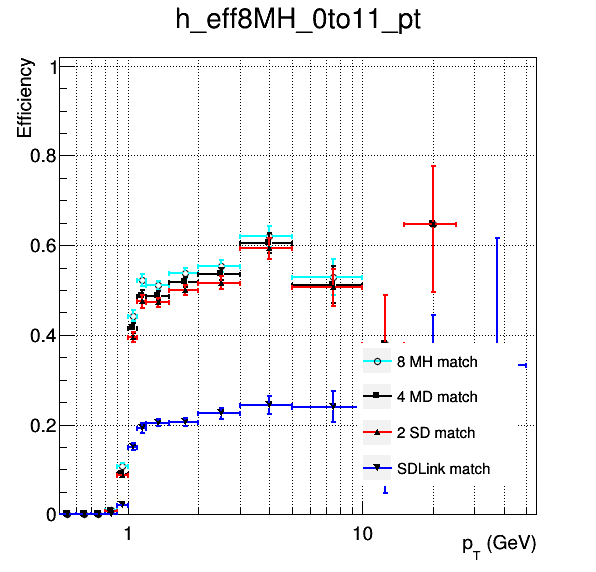 h_eff8MH_0to11_pt
Efficiency
1
0.8
0.6
0.4
0.2
0
8 MH match
4 MD match
2 SD match
SDLink match
1
10
p_T (GeV)